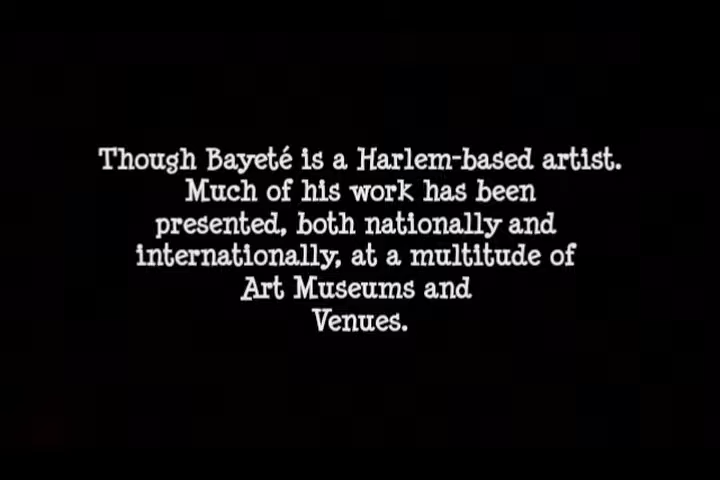 Though Bayeté is a Harlem-based artist.
Much of his work has been
presented, both nationally and
internationally, at a multitude of
Art Museums and
Venues.